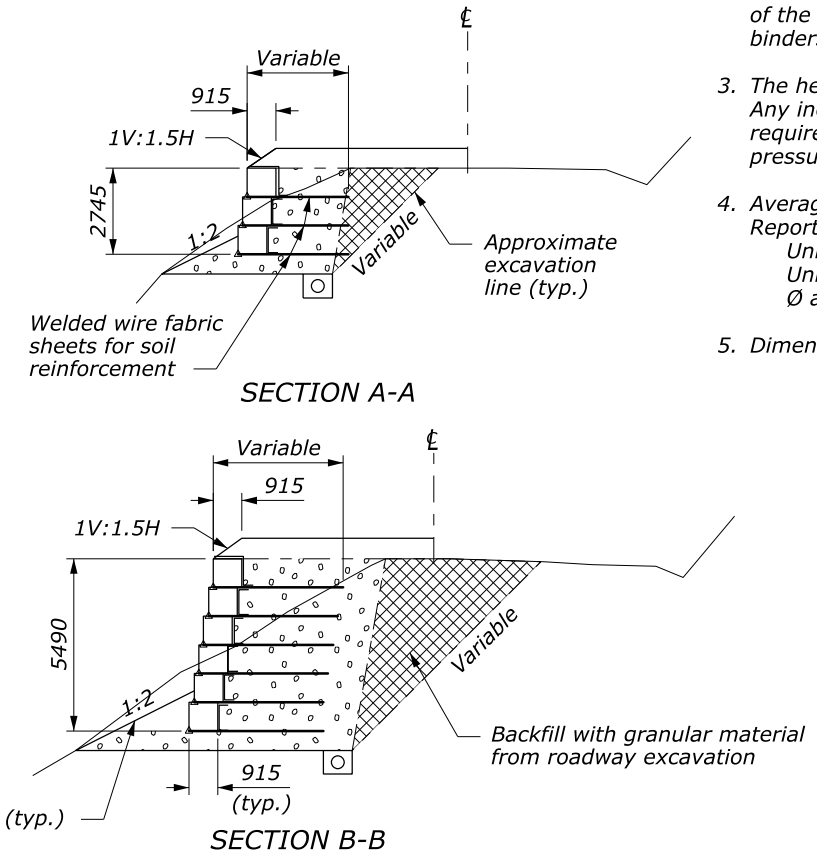 ℄
Variable
915
1V:1.5H
2745
1:2
Variable
Approximate
excavation
line (typ.)
Welded wire fabric
sheets for soil
reinforcement
SECTION A-A
of the
binders
3. The he
Any inc
require
pressu
4. Averag
Report
Uni
Uni
Ø a
5. Dimen
℄
Variable
915
1V:1.5H
5490
1:2
Variable
Backfill with granular material
from roadway excavation
915
(typ.)
(typ.)
SECTION B-B